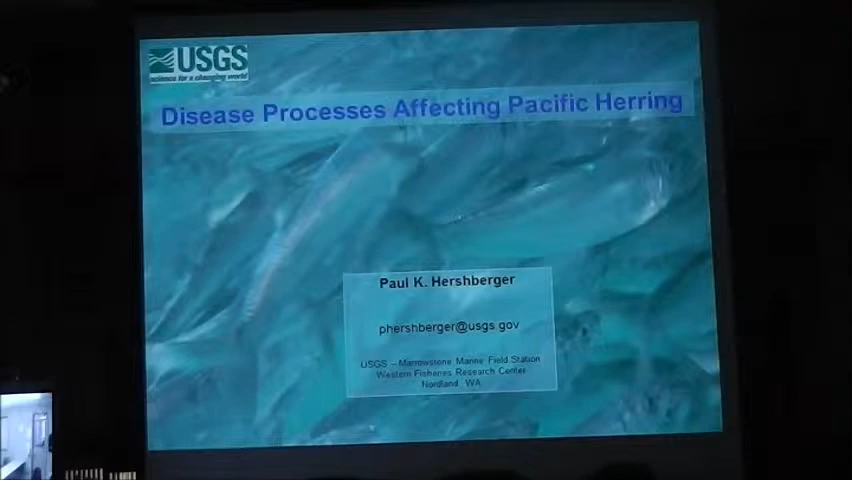 USGS
science for a changing world
Disease Processes Affecting Pacific Herring
Paul K. Hershberger
phershberger@usgs.gov
USGS – Marrowstone Marine Field Station
Western Fisheries Research Center
Nordland WA